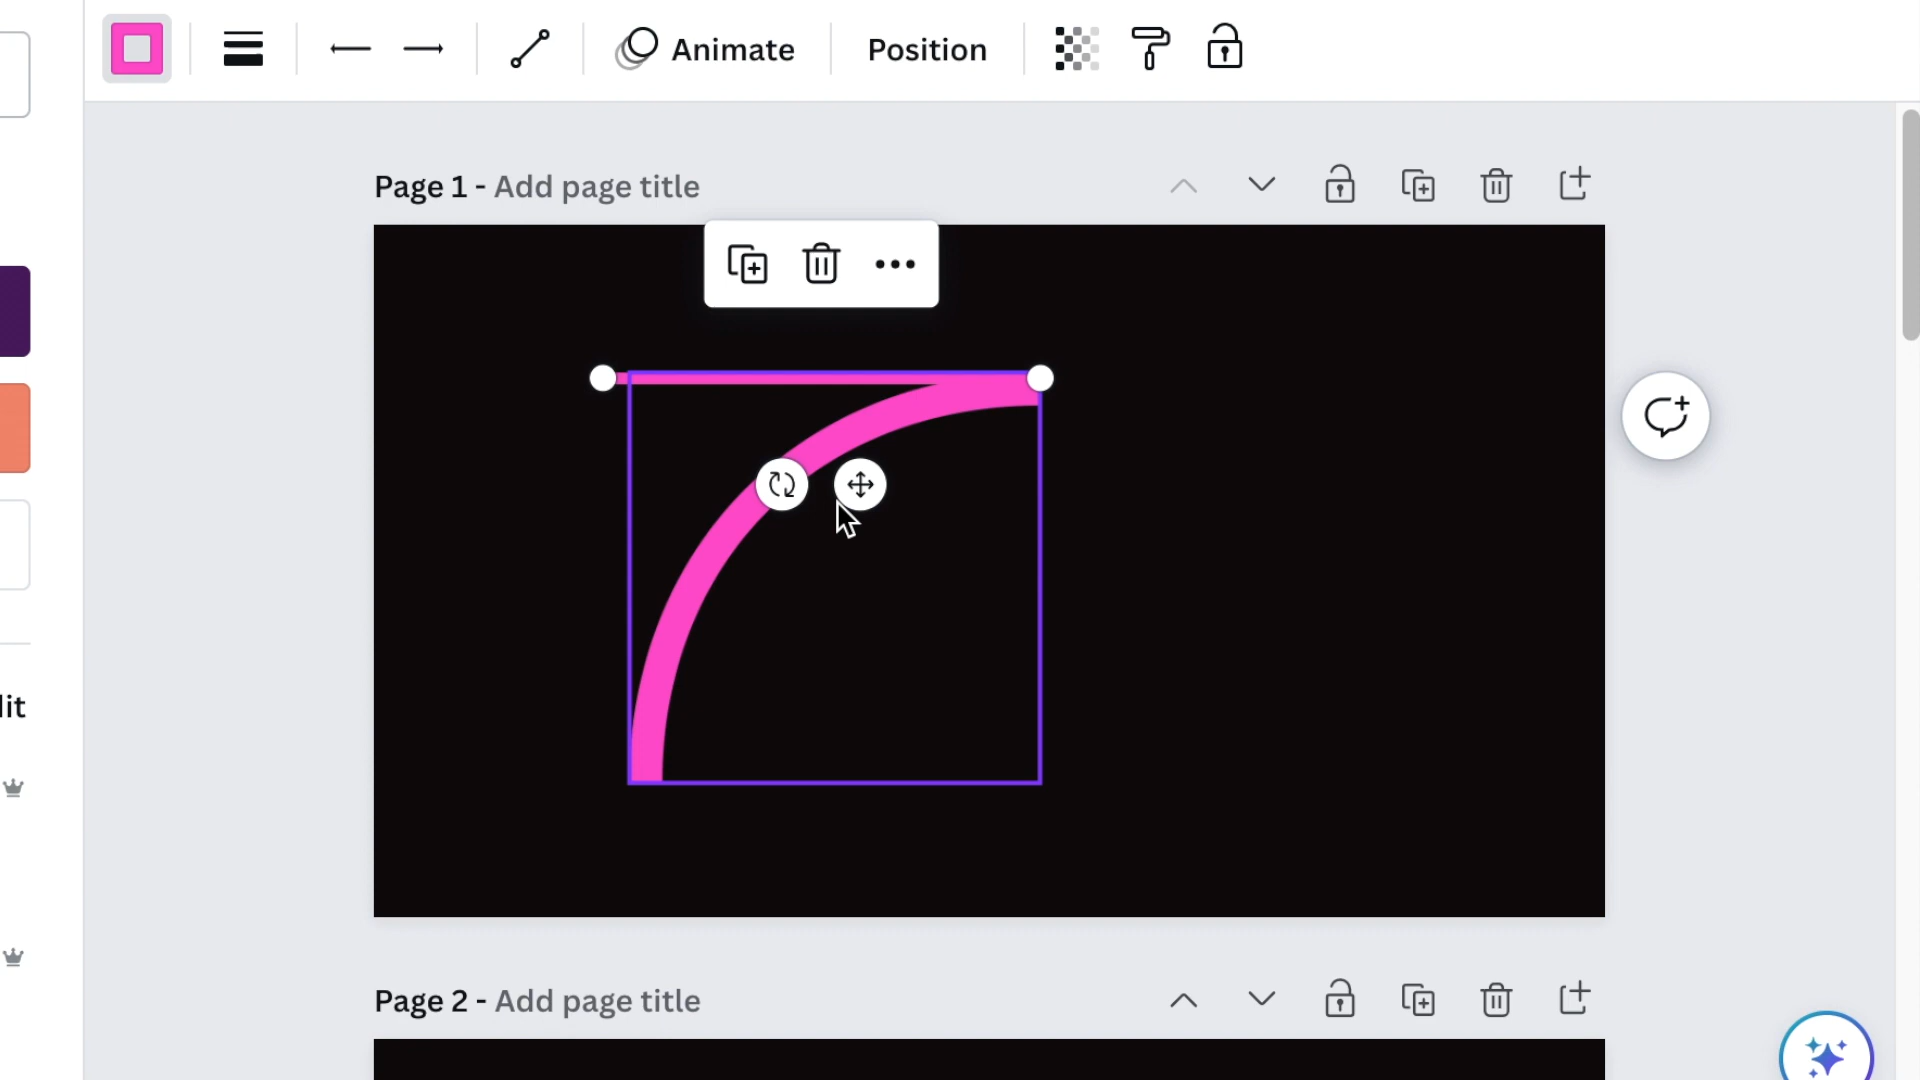 Animate
Position
Page 1 - Add page title
lit
Page 2 - Add page title